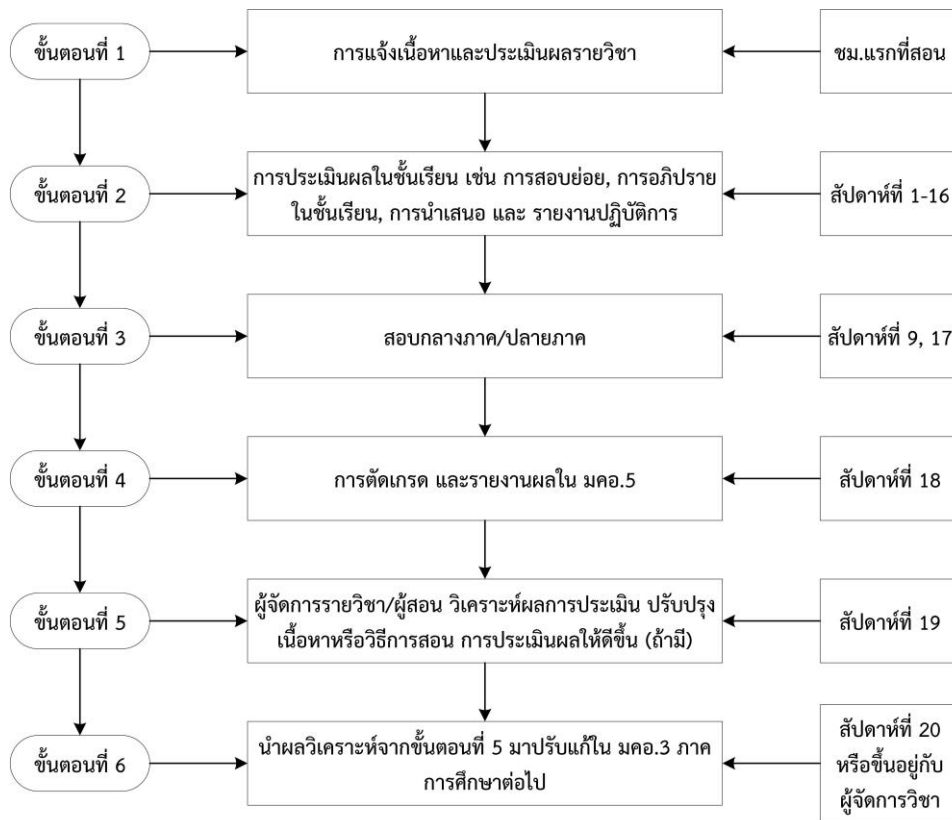 ขั้นตอนที่ 1
การแจ้งเนื้อหาและประเมินผลรายวิชา
ชม.แรกที่สอน
ขั้นตอนที่ 2
การประเมินผลในชั้นเรียน เช่น การสอบย่อย, การอภิปราย
ในชั้นเรียน, การนำเสนอ และ รายงานปฏิบัติการ
สัปดาห์ที่ 1-16
ขั้นตอนที่ 3
สอบกลางภาค/ปลายภาค
สัปดาห์ที่ 9, 17
ขั้นตอนที่ 4
การตัดเกรด และรายงานผลใน มคอ.5
สัปดาห์ที่ 18
ขั้นตอนที่ 5
ผู้จัดการรายวิชา/ผู้สอน วิเคราะห์ผลการประเมิน ปรับปรุง
เนื้อหาหรือวิธีการสอน การประเมินผลให้ดีขึ้น (ถ้ามี)
สัปดาห์ที่ 19
ขั้นตอนที่ 6
นำผลวิเคราะห์จากขั้นตอนที่ 5 มาปรับแก้ใน มคอ.3 ภาค
การศึกษาต่อไป
สัปดาห์ที่ 20
หรือขึ้นอยู่กับ
ผู้จัดการวิชา